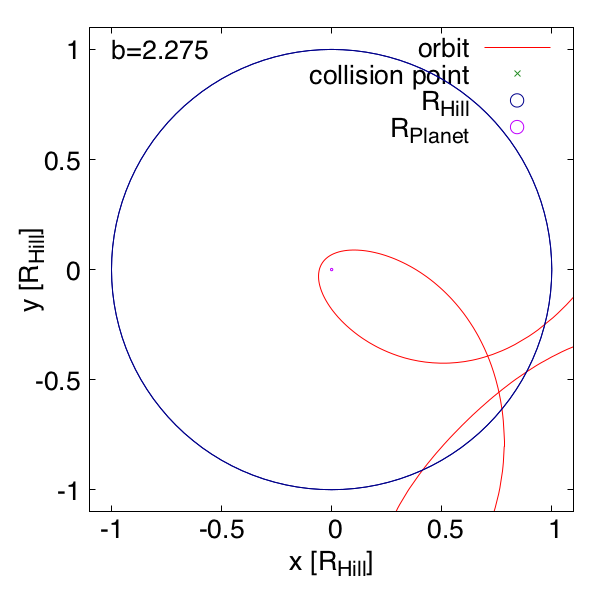 b=2.275
orbit
collision point
R_Hill
R_Planet
1
0.5
0
-0.5
-1
y [R_Hill]
-1 -0.5 0 0.5 1
x [R_Hill]